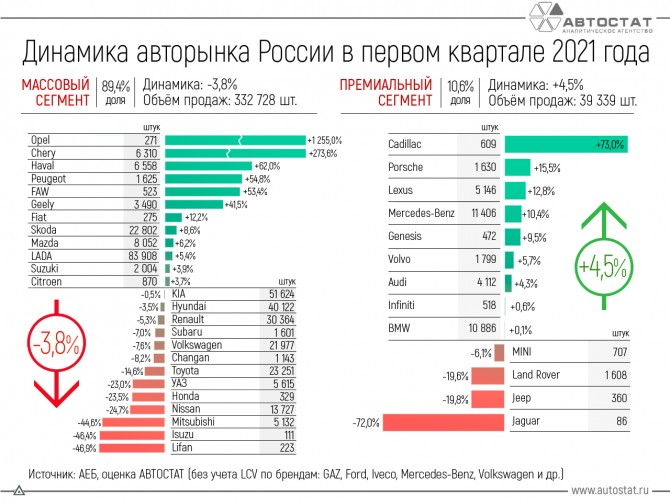 АВТОСТАТ
АНАЛИТИЧЕСКОЕ АГЕНТСТВО
Динамика авторынка России в первом квартале 2021 года
МАССОВЫЙ СЕГМЕНТ
89,4% доля
Динамика: -3,8%
Объём продаж: 332 728 шт.
ПРЕМИАЛЬНЫЙ СЕГМЕНТ
10,6% доля
Динамика: +4,5%
Объём продаж: 39 339 шт.
штук
Opel 271 +1 255,0%
Chery 6 310 +273,6%
Haval 6 558 +62,0%
Peugeot 1 625 +54,8%
FAW 523 +53,4%
Geely 3 490 +41,5%
Fiat 275 +12,2%
Skoda 22 802 +8,6%
Mazda 8 052 +6,2%
LADA 83 908 +5,4%
Suzuki 2 004 +3,9%
Citroen 870 +3,7%
штук
-0,5% KIA 51 624
-3,5% Hyundai 40 122
-5,3% Renault 30 364
-7,0% Subaru 1 601
-7,6% Volkswagen 21 977
-8,2% Changan 1 143
-14,6% Toyota 23 251
-23,0% УАЗ 5 615
-23,5% Honda 329
-24,7% Nissan 13 727
-44,6% Mitsubishi 5 132
-46,4% Isuzu 111
-46,9% Lifan 223
-3,8%
штук
Cadillac 609 +73,0%
Porsche 1 630 +15,5%
Lexus 5 146 +12,8%
Mercedes-Benz 11 406 +10,4%
Genesis 472 +9,5%
Volvo 1 799 +5,7%
Audi 4 112 +4,3%
Infiniti 518 +0,6%
BMW 10 886 +0,1%
штук
-6,1% MINI 707
-19,6% Land Rover 1 608
-19,8% Jeep 360
-72,0% Jaguar 86
+4,5%
Источник: АЕБ, оценка АВТОСТАТ (без учета LCV по брендам: GAZ, Ford, Iveco, Mercedes-Benz, Volkswagen и др.)
www.autostat.ru